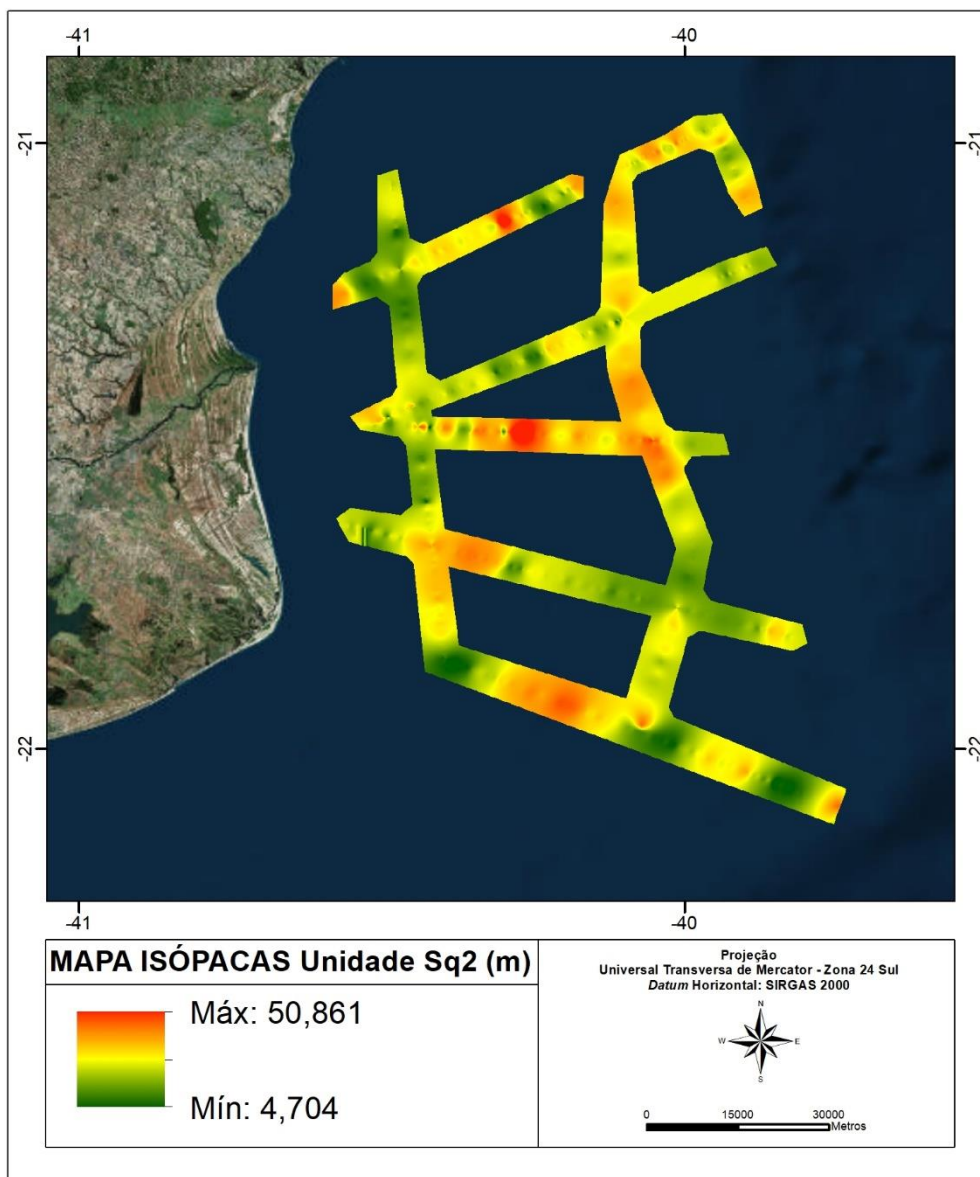 -41
-40
-21
-21
-22
-22
-41
-40
MAPA ISÓPACAS Unidade Sq2 (m)
Máx: 50,861
Mín: 4,704
Projeção
Universal Transversa de Mercator - Zona 24 Sul
Datum Horizontal: SIRGAS 2000
N
W
E
S
0 15000 30000
Metros